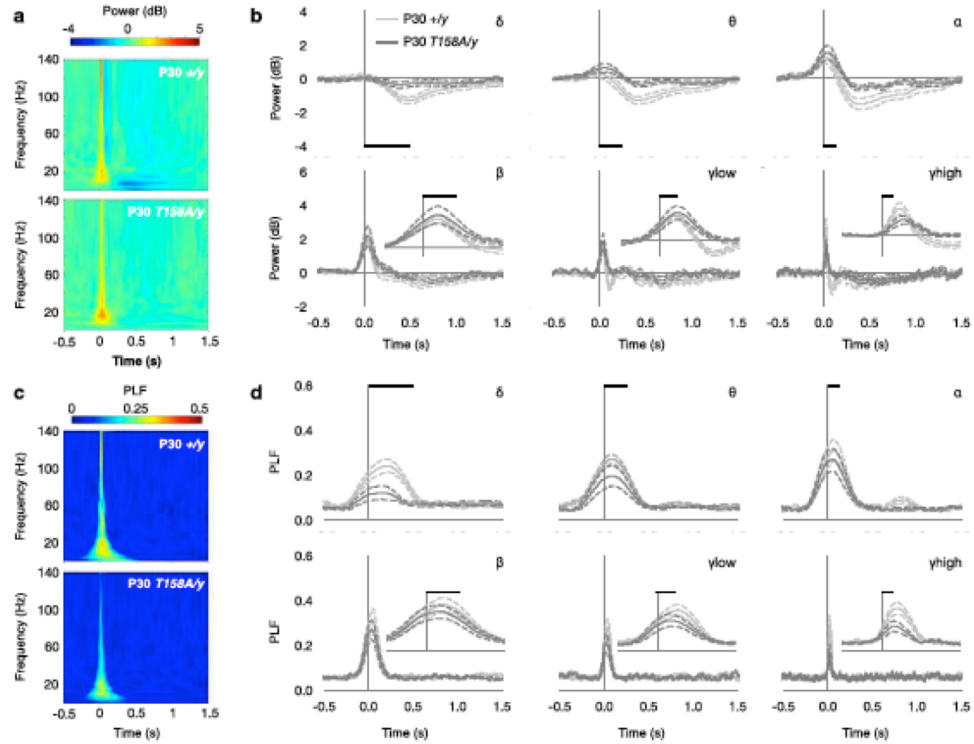 a
Power (dB)
-4 5
140
100
60
20
Frequency (Hz)
P30 +/y
140
100
60
20
Frequency (Hz)
P30 T158A/y
-0.5 0 0.5 1 1.5
Time (s)
b
P30 +/y
P30 T158A/y
δ
θ
α
4
2
0
-2
-4
Power (dB)
β
γlow
γhigh
6
4
2
0
-2
Power (dB)
-0.5 0.0 0.5 1.0 1.5
-0.5 0.0 0.5 1.0 1.5
-0.5 0.0 0.5 1.0 1.5
Time (s)
Time (s)
Time (s)
c
PLF
0 0.25 0.5
140
100
60
20
Frequency (Hz)
P30 +/y
140
100
60
20
Frequency (Hz)
P30 T158A/y
-0.5 0 0.5 1 1.5
Time (s)
d
δ
θ
α
0.6
0.4
0.2
0.0
PLF
β
γlow
γhigh
0.6
0.4
0.2
0.0
PLF
-0.5 0.0 0.5 1.0 1.5
-0.5 0.0 0.5 1.0 1.5
-0.5 0.0 0.5 1.0 1.5
Time (s)
Time (s)
Time (s)